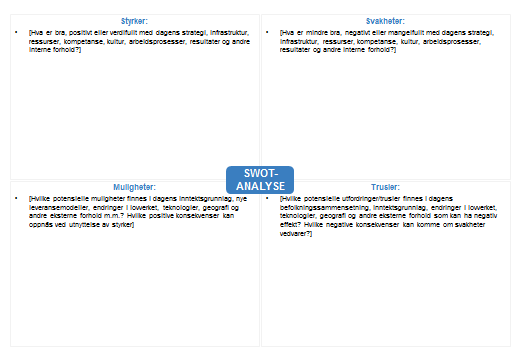 Styrker:
• [Hva er bra, positivt eller verdifullt med dagens strategi, infrastruktur,
ressurser, kompetanse, kultur, arbeidsprosesser, resultater og andre
interne forhold?]
Svakheter:
• [Hva er mindre bra, negativt eller mangelfullt med dagens strategi,
infrastruktur, ressurser, kompetanse, kultur, arbeidsprosesser,
resultater og andre interne forhold?]
SWOT-
ANALYSE
Muligheter:
• [Hvilke potensielle muligheter finnes i dagens inntektsgrunnlag, nye
leveransemodeller, endringer i lovverket, teknologier, geografi og
andre eksterne forhold m.m.? Hvilke positive konsekvenser kan
oppnås ved utnyttelse av styrker]
Trusler:
• [Hvilke potensielle utfordringer/trusler finnes i dagens
befolkningssammensetning, inntektsgrunnlag, endringer i lovverket,
teknologier, geografi og andre eksterne forhold som kan ha negativ
effekt? Hvilke negative konsekvenser kan komme om svakheter
vedvarer?]